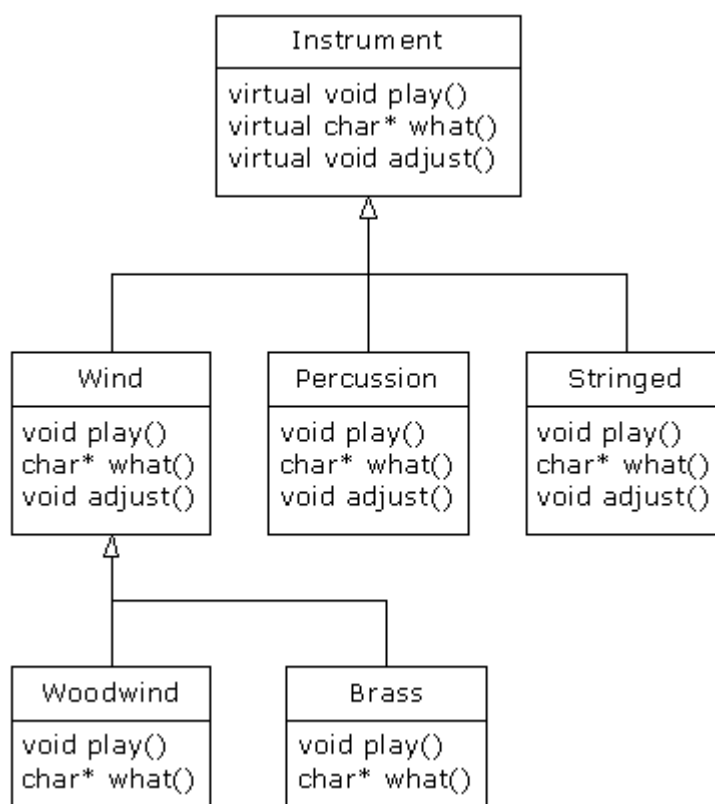 Instrument
virtual void play()
virtual char* what()
virtual void adjust()
Wind
void play()
char* what()
void adjust()
Percussion
void play()
char* what()
void adjust()
Stringed
void play()
char* what()
void adjust()
Woodwind
void play()
char* what()
Brass
void play()
char* what()